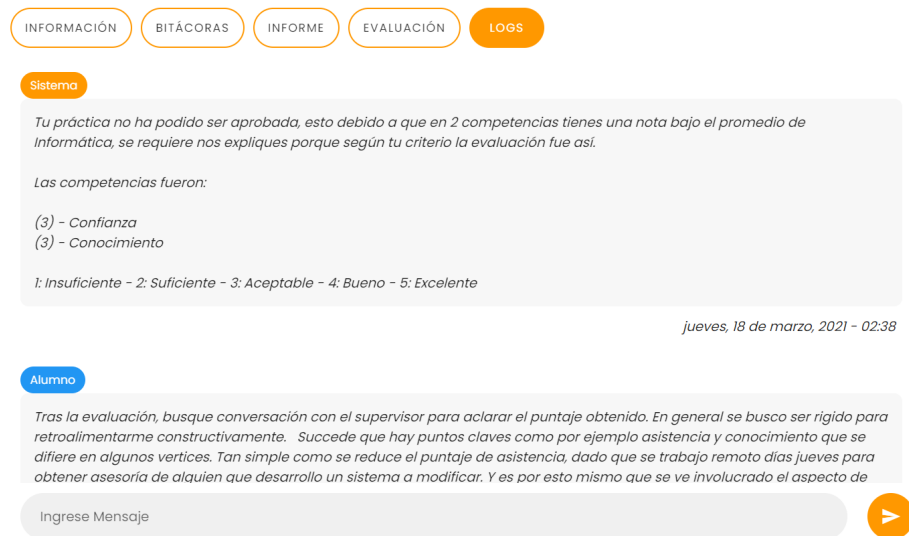 INFORMACIÓN BITÁCORAS INFORME EVALUACIÓN LOGS
Sistema
Tu práctica no ha podido ser aprobada, esto debido a que en 2 competencias tienes una nota bajo el promedio de
Informática, se requiere nos expliques porque según tu criterio la evaluación fue así.
Las competencias fueron:
(3) - Confianza
(3) - Conocimiento
1: Insuficiente - 2: Suficiente - 3: Aceptable - 4: Bueno - 5: Excelente
jueves, 18 de marzo, 2021 - 02:38
Alumno
Tras la evaluación, busque conversación con el supervisor para aclarar el puntaje obtenido. En general se busco ser rigido para
retroalimentarme constructivamente. Succede que hay puntos claves como por ejemplo asistencia y conocimiento que se
difiere en algunos vertices. Tan simple como se reduce el puntaje de asistencia, dado que se trabajo remoto días jueves para
obtener asesoría de alguien que desarrollo un sistema a modificar. Y es por esto mismo que se ve involucrado el aspecto de
Ingrese Mensaje